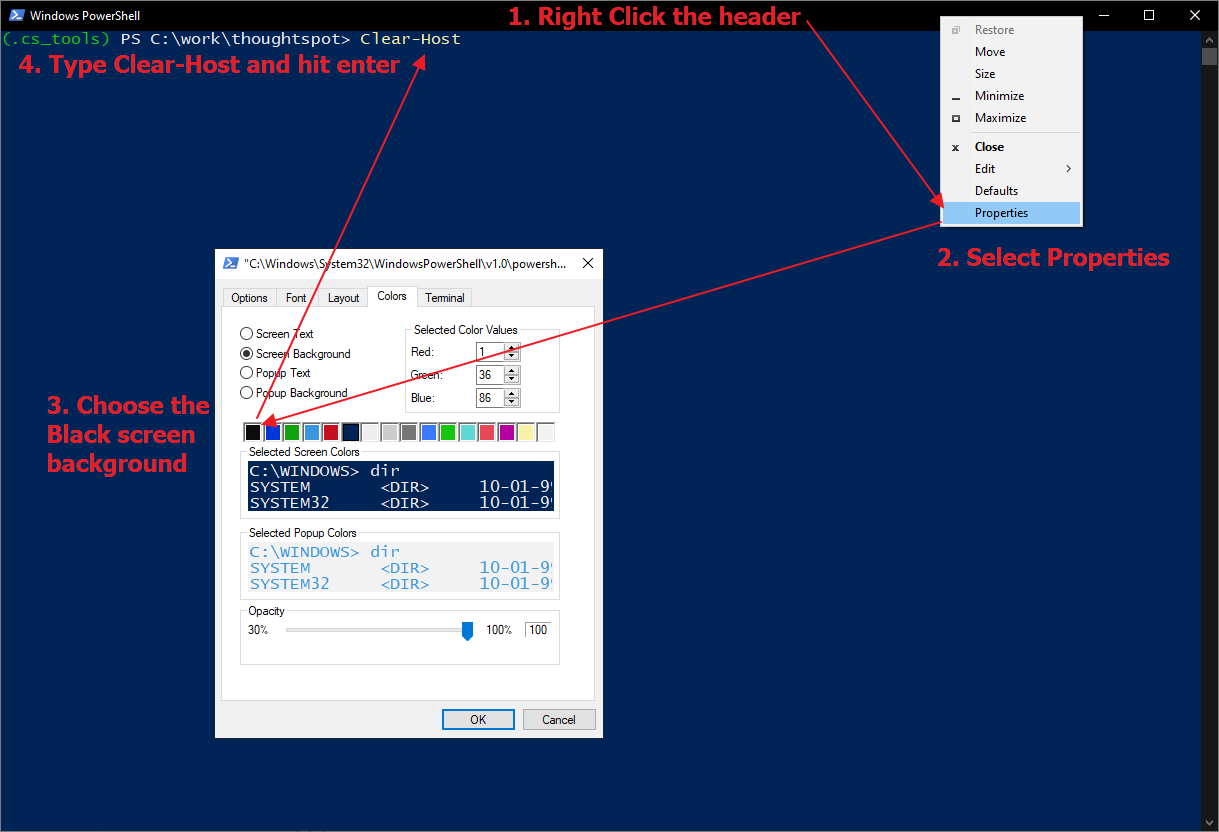 Windows PowerShell
1. Right Click the header
(.cs_tools) PS C:\work\thoughtspot> Clear-Host
4. Type Clear-Host and hit enter
Restore
Move
Size
Minimize
Maximize
Close
Edit
Defaults
Properties
2. Select Properties
"C:\Windows\System32\WindowsPowerShell\v1.0\powersh...
Options Font Layout Colors Terminal
Screen Text
Screen Background
Popup Text
Popup Background
Selected Color Values
Red: 1
Green: 36
Blue: 86
3. Choose the
Black screen
background
Selected Screen Colors
C:\WINDOWS> dir
SYSTEM <DIR> 10-01-99
SYSTEM32 <DIR> 10-01-99
Selected Popup Colors
C:\WINDOWS> dir
SYSTEM <DIR> 10-01-99
SYSTEM32 <DIR> 10-01-99
Opacity
30% 100% 100
OK Cancel